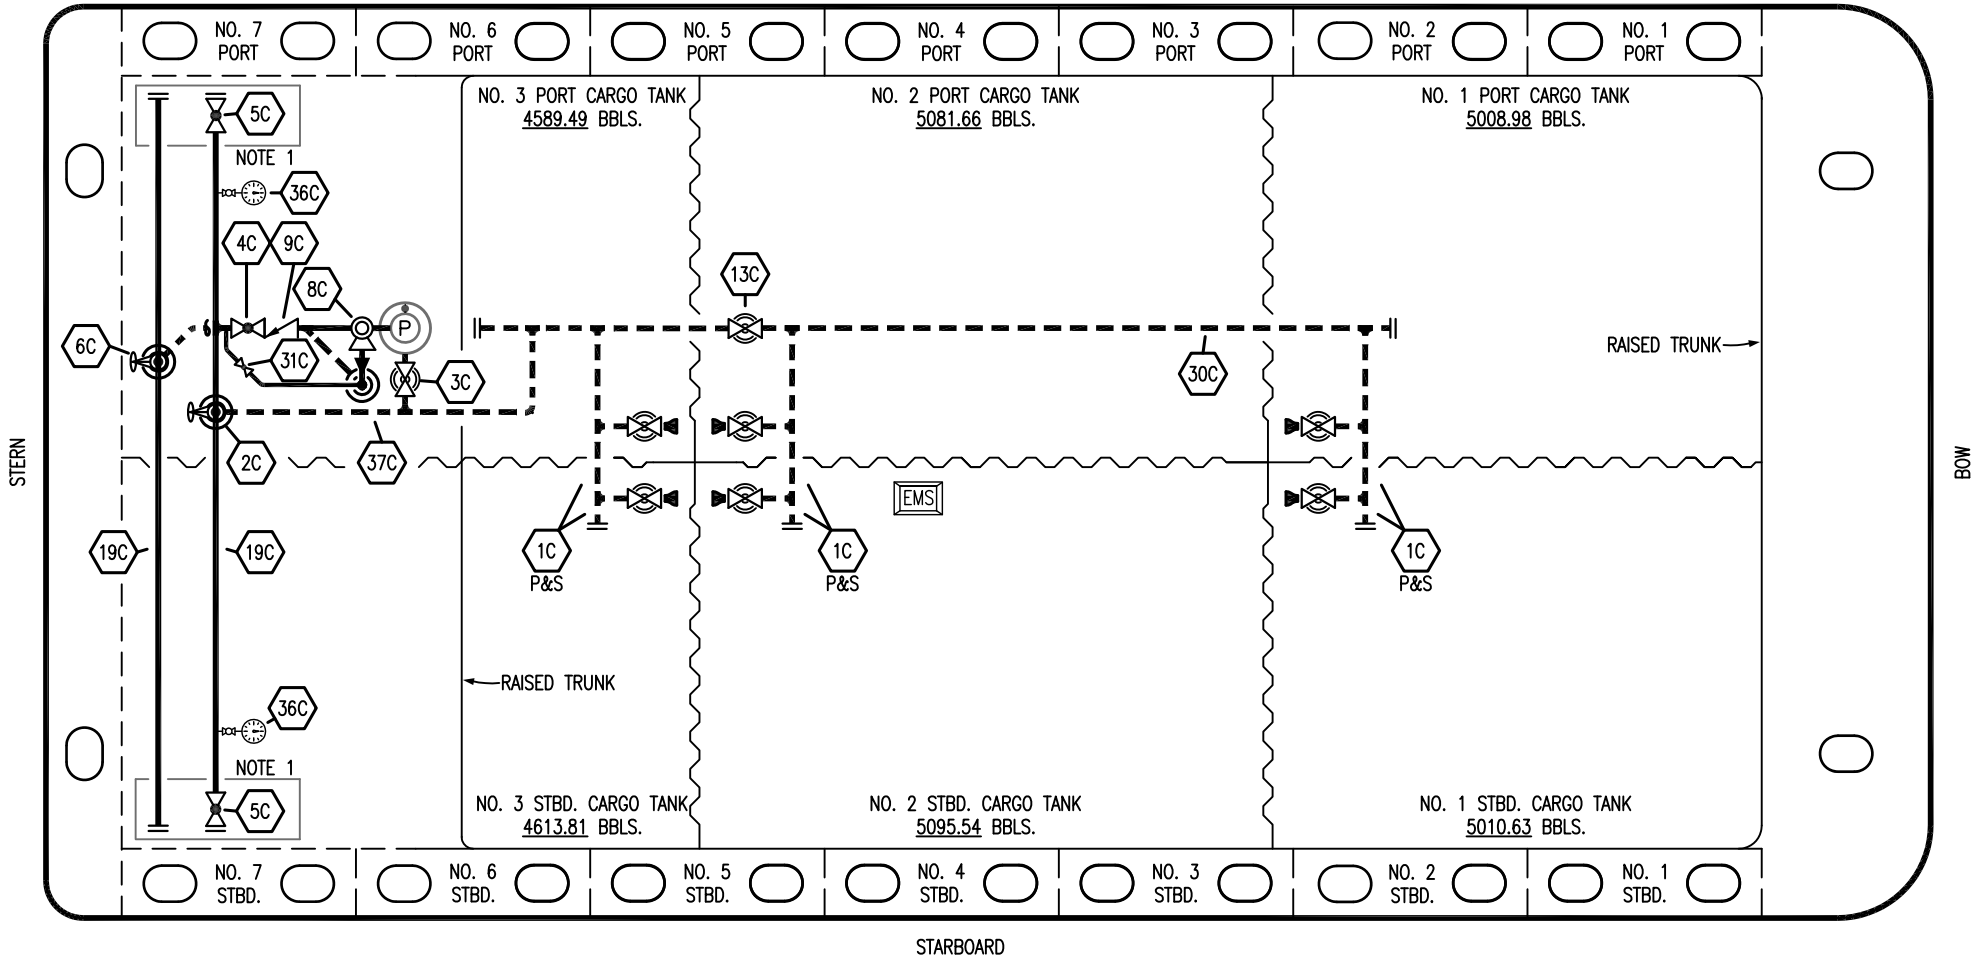 NO. 7
PORT
NO. 6
PORT
NO. 5
PORT
NO. 4
PORT
NO. 3
PORT
NO. 2
PORT
NO. 1
PORT
NO. 3 PORT CARGO TANK
4589.49 BBLS.
NO. 2 PORT CARGO TANK
5081.66 BBLS.
NO. 1 PORT CARGO TANK
5008.98 BBLS.
5C
NOTE 1
36C
4C
9C
8C
13C
P
6C
31C
3C
30C
RAISED TRUNK
2C
37C
STERN
BOW
EMS
19C
19C
1C
P&S
1C
P&S
1C
P&S
RAISED TRUNK
36C
NOTE 1
5C
NO. 3 STBD. CARGO TANK
4613.81 BBLS.
NO. 2 STBD. CARGO TANK
5095.54 BBLS.
NO. 1 STBD. CARGO TANK
5010.63 BBLS.
NO. 7
STBD.
NO. 6
STBD.
NO. 5
STBD.
NO. 4
STBD.
NO. 3
STBD.
NO. 2
STBD.
NO. 1
STBD.
STARBOARD